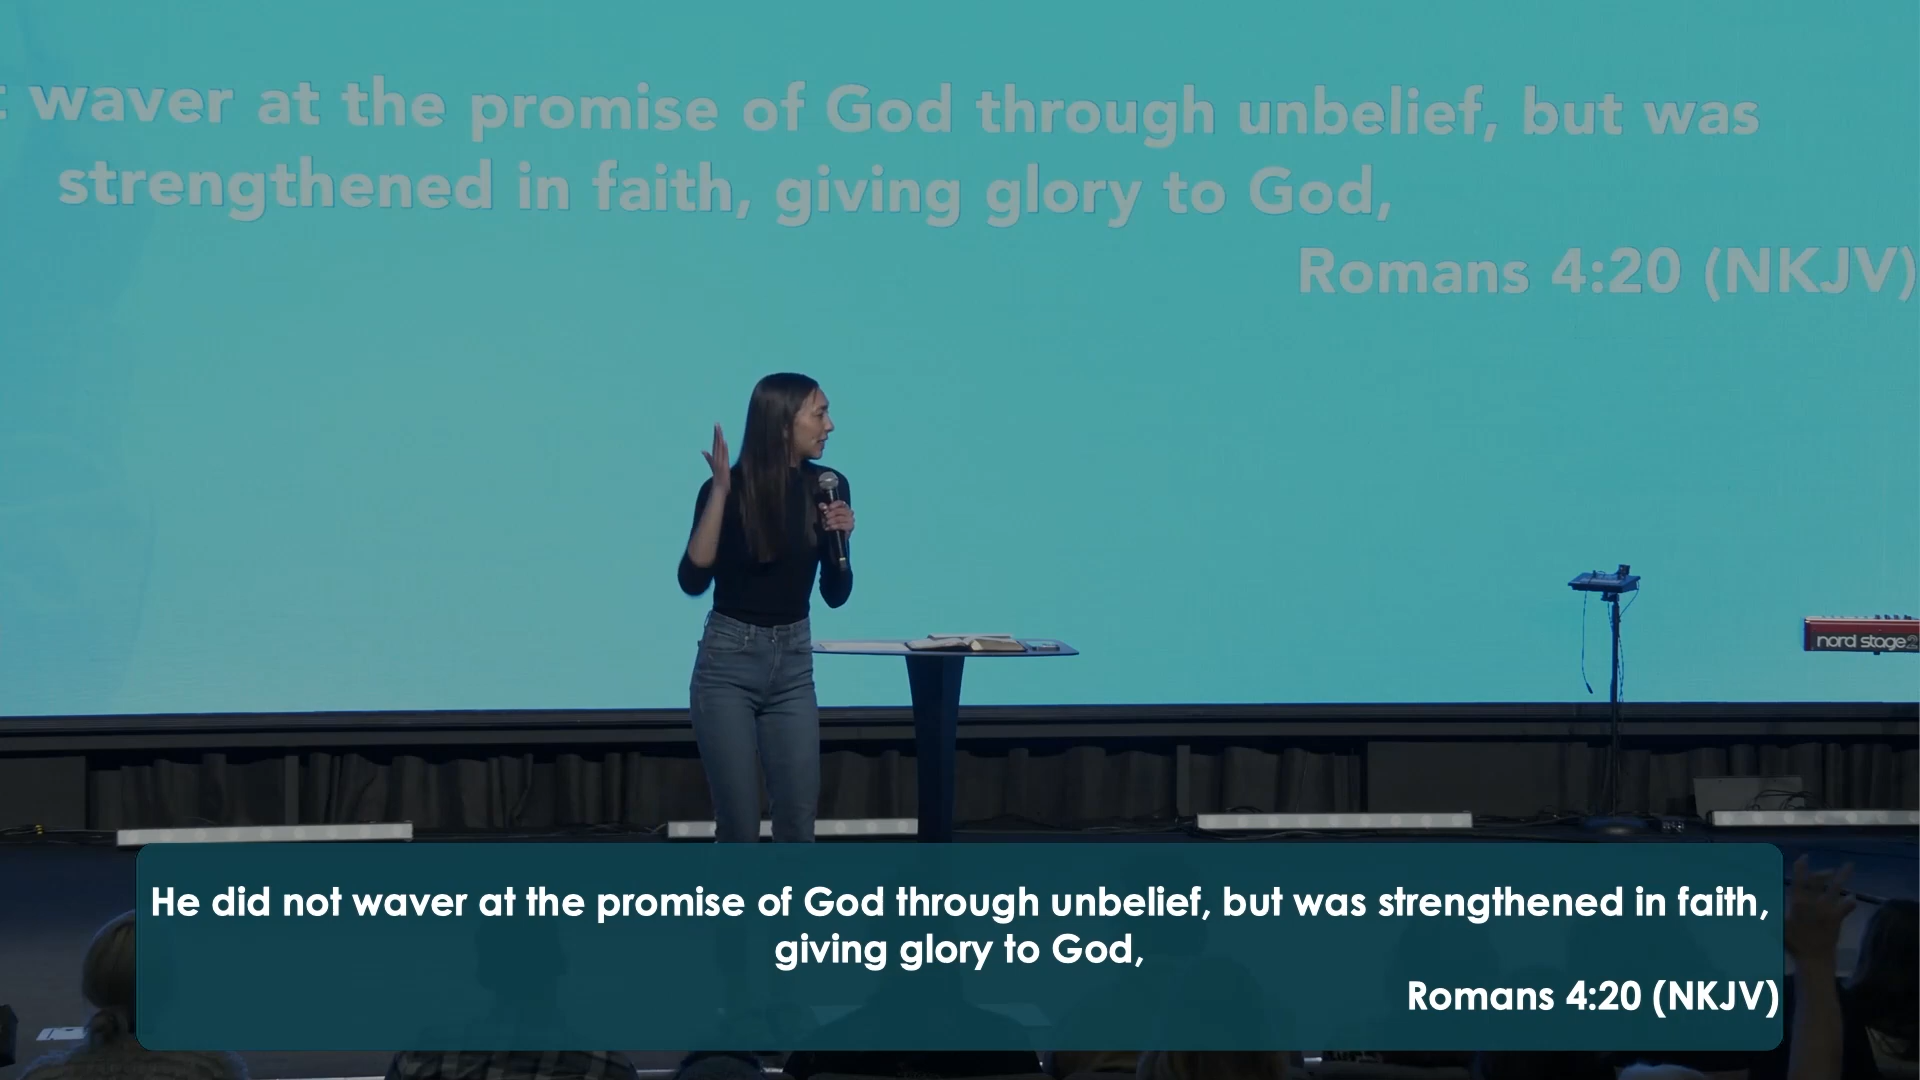 waver at the promise of God through unbelief, but was
strengthened in faith, giving glory to God,
Romans 4:20 (NKJV)
nord stage2
He did not waver at the promise of God through unbelief, but was strengthened in faith,
giving glory to God,
Romans 4:20 (NKJV)